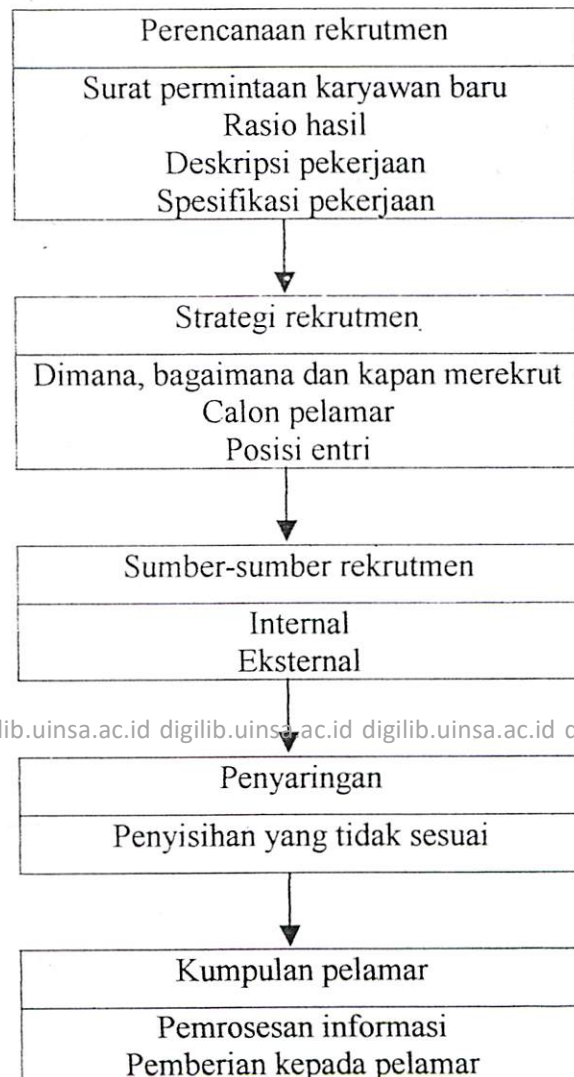 Perencanaan rekrutmen
Surat permintaan karyawan baru
Rasio hasil
Deskripsi pekerjaan
Spesifikasi pekerjaan
Strategi rekrutmen
Dimana, bagaimana dan kapan merekrut
Calon pelamar
Posisi entri
Sumber-sumber rekrutmen
Internal
Eksternal
lib.uinsa.ac.id digilib.uinsa.ac.id digilib.uinsa.ac.id d
Penyaringan
Penyisihan yang tidak sesuai
Kumpulan pelamar
Pemrosesan informasi
Pemberian kepada pelamar